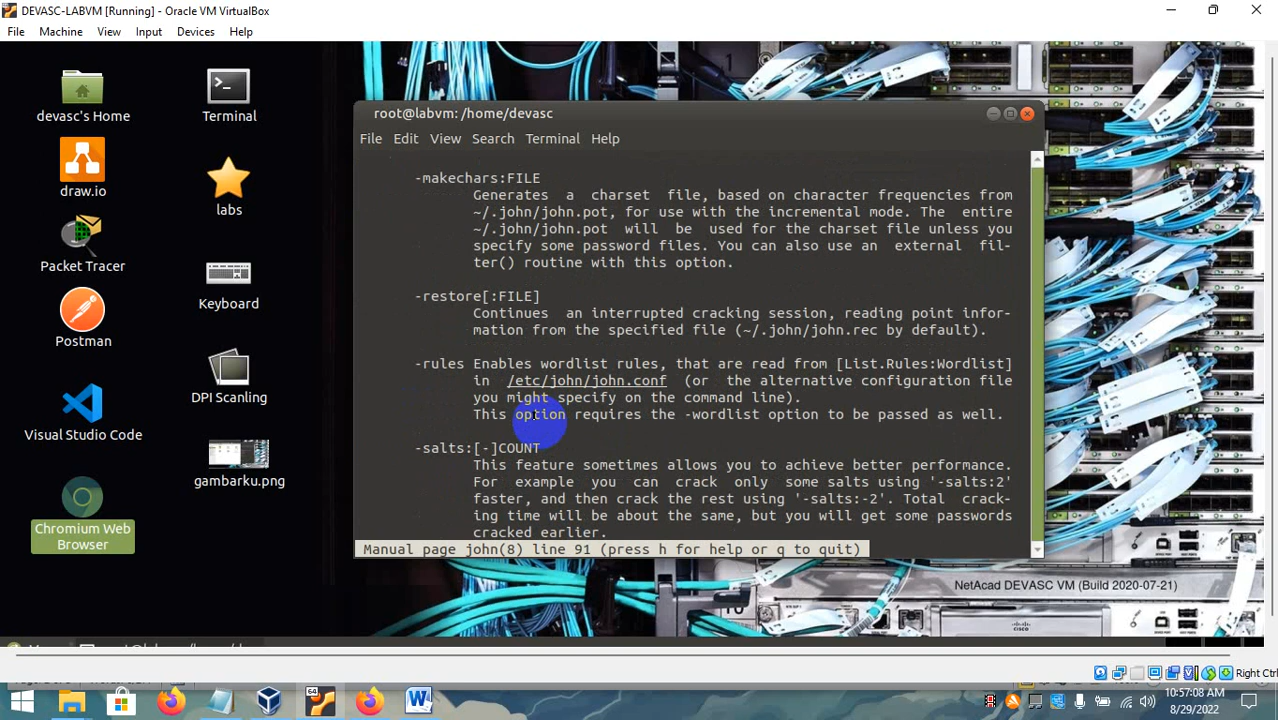 DEVASC-LABVM [Running] - Oracle VM VirtualBox
File Machine View Input Devices Help
devasc's Home
Terminal
draw.io
labs
Packet Tracer
Keyboard
Postman
DPI Scanling
Visual Studio Code
gambarku.png
Chromium Web
Browser
root@labvm: /home/devasc
File Edit View Search Terminal Help
-makechars:FILE
Generates a charset file, based on character frequencies from
~/.john/john.pot, for use with the incremental mode. The entire
~/.john/john.pot will be used for the charset file unless you
specify some password files. You can also use an external fil-
ter() routine with this option.
-restore[:FILE]
Continues an interrupted cracking session, reading point infor-
mation from the specified file (~/.john/john.rec by default).
-rules Enables wordlist rules, that are read from [List.Rules:Wordlist]
in /etc/john/john.conf (or the alternative configuration file
you might specify on the command line).
This option requires the -wordlist option to be passed as well.
-salts:[-]COUNT
This feature sometimes allows you to achieve better performance.
For example you can crack only some salts using '-salts:2'
faster, and then crack the rest using '-salts:-2'. Total crack-
ing time will be about the same, but you will get some passwords
cracked earlier.
Manual page john(8) line 91 (press h for help or q to quit)
NetAcad DEVASC VM (Build 2020-07-21)
CISCO
Right Ctrl
64
10:57:08 AM
8/29/2022